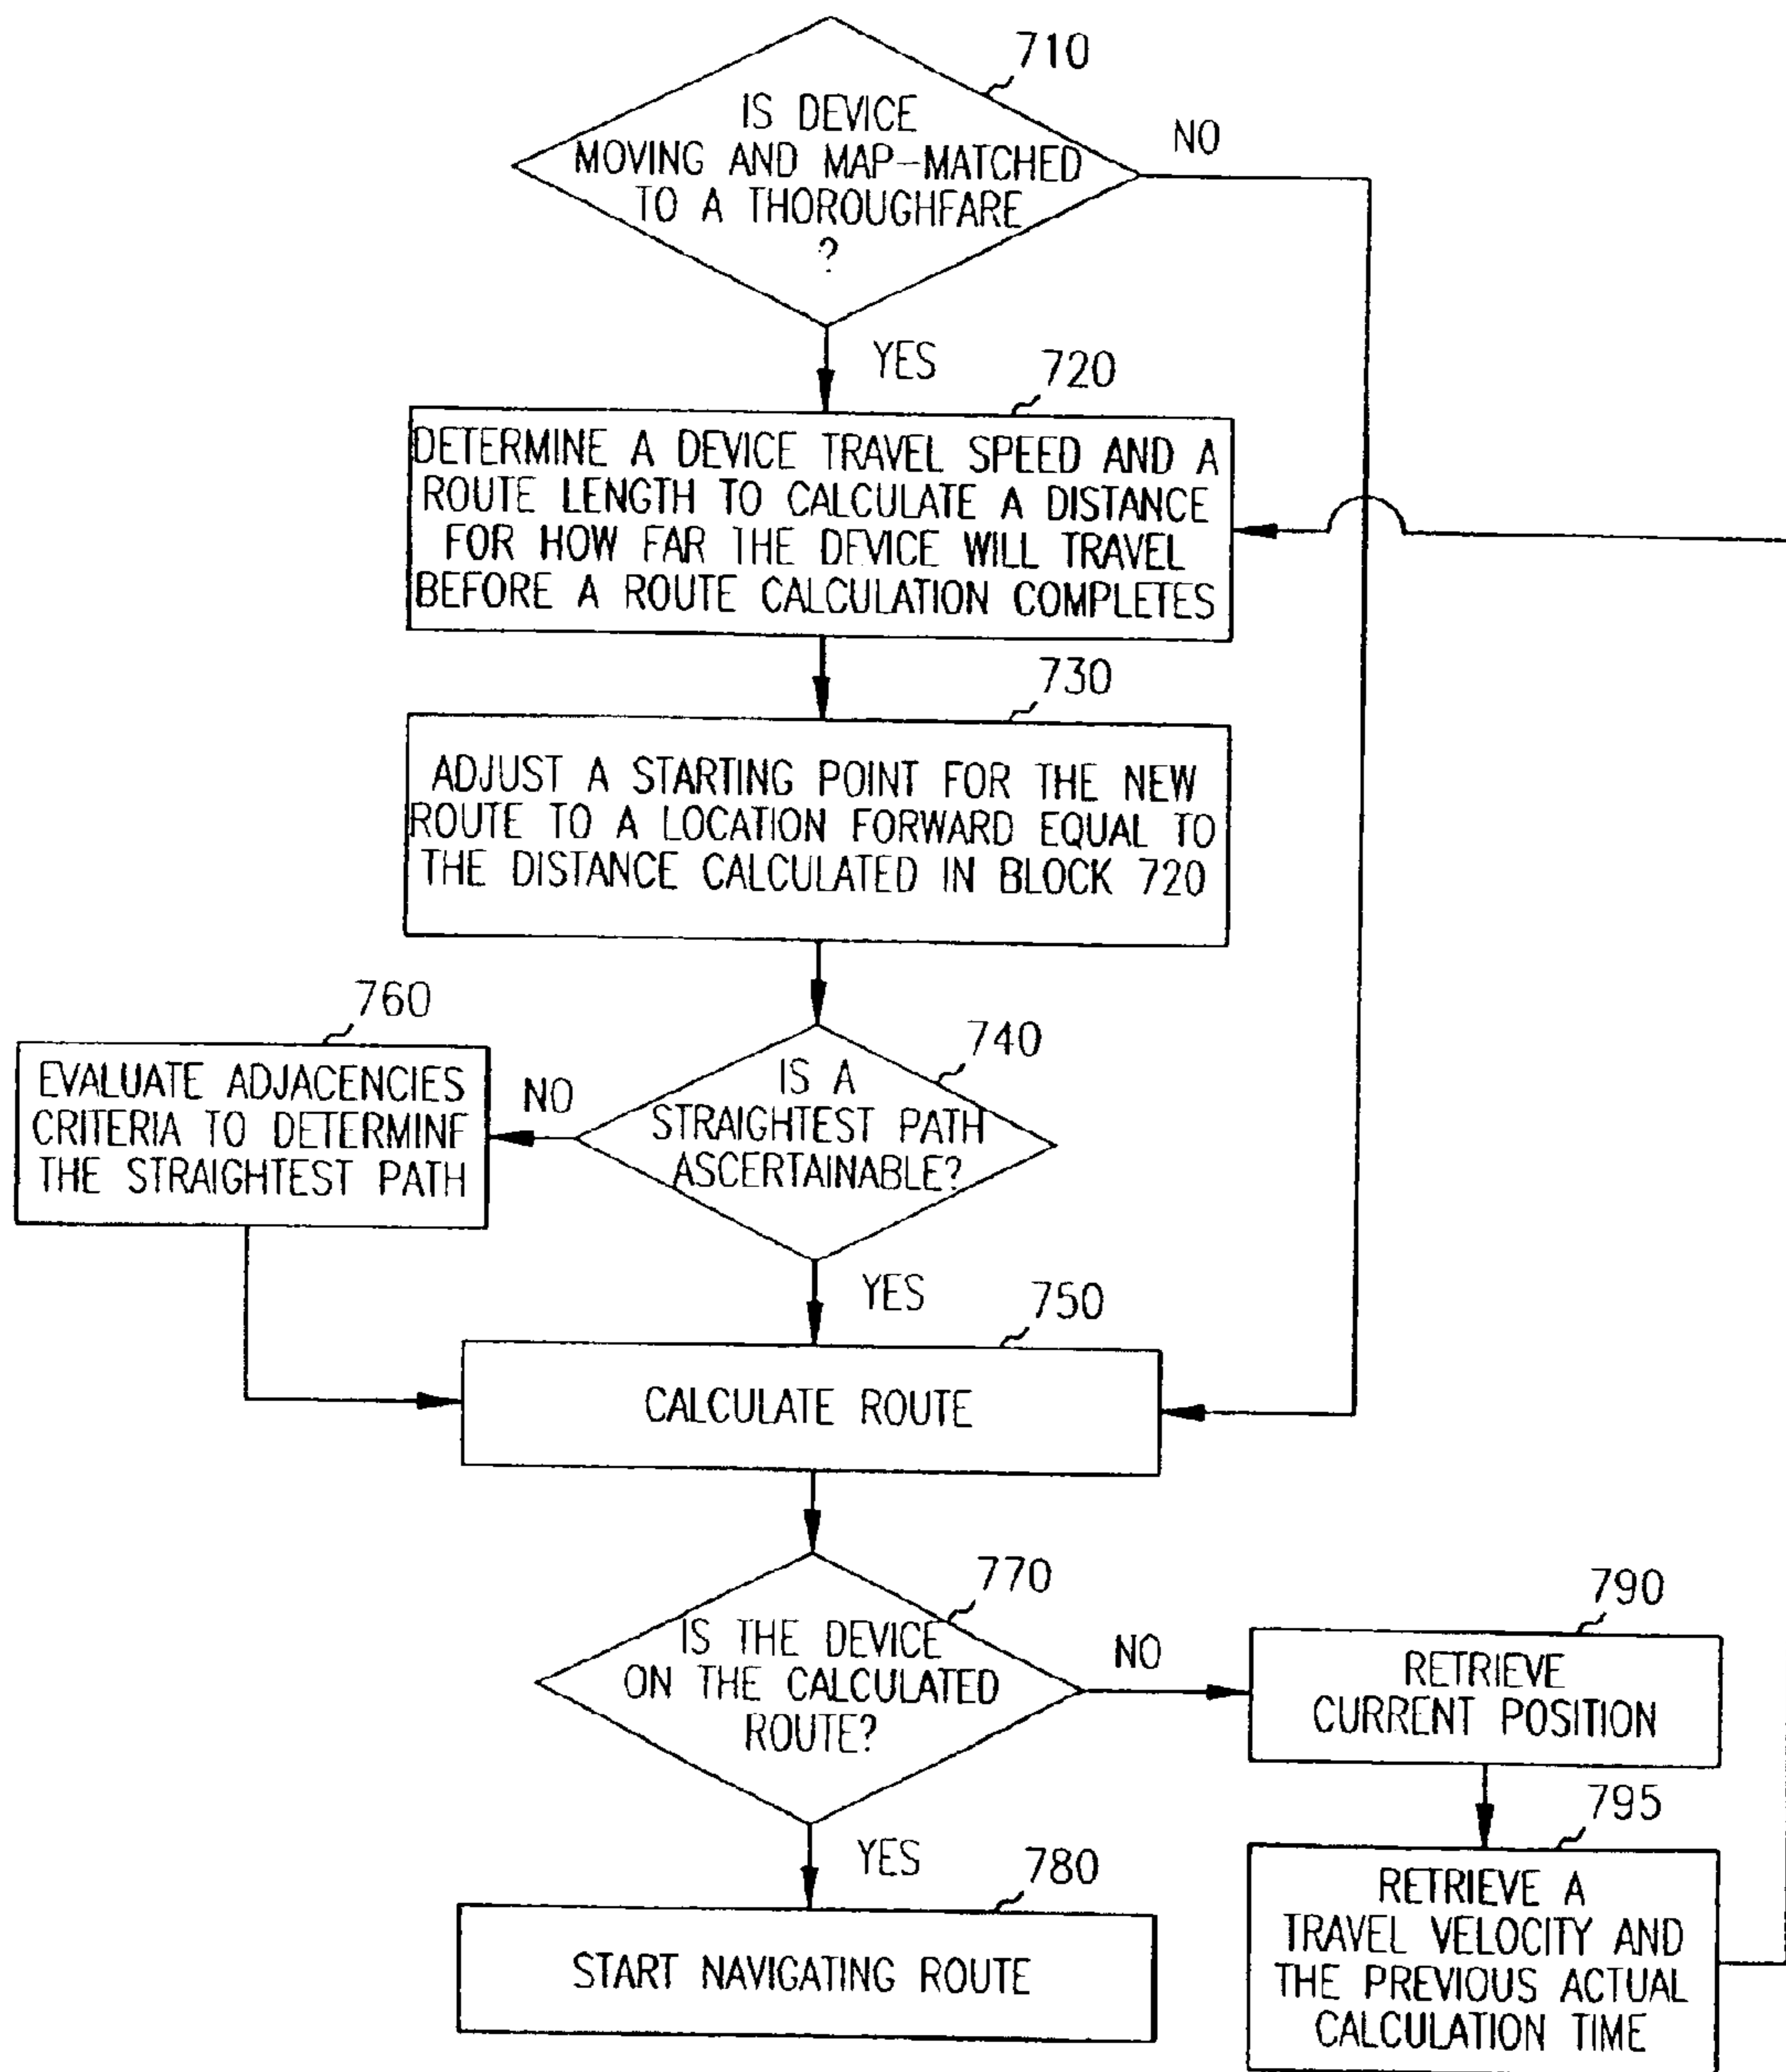 710
IS DEVICE
MOVING AND MAP-MATCHED
TO A THOROUGHFARE
?
NO
YES
720
DETERMINE A DEVICE TRAVEL SPEED AND A
ROUTE LENGTH TO CALCULATE A DISTANCE
FOR HOW FAR THE DEVICE WILL TRAVEL
BEFORE A ROUTE CALCULATION COMPLETES
730
ADJUST A STARTING POINT FOR THE NEW
ROUTE TO A LOCATION FORWARD EQUAL TO
THE DISTANCE CALCULATED IN BLOCK 720
760
EVALUATE ADJACENCIES
CRITERIA TO DETERMINE
THE STRAIGHTEST PATH
NO
740
IS A
STRAIGHTEST PATH
ASCERTAINABLE?
YES
750
CALCULATE ROUTE
770
IS THE DEVICE
ON THE CALCULATED
ROUTE?
NO
790
RETRIEVE
CURRENT POSITION
YES
780
START NAVIGATING ROUTE
795
RETRIEVE A
TRAVEL VELOCITY AND
THE PREVIOUS ACTUAL
CALCULATION TIME